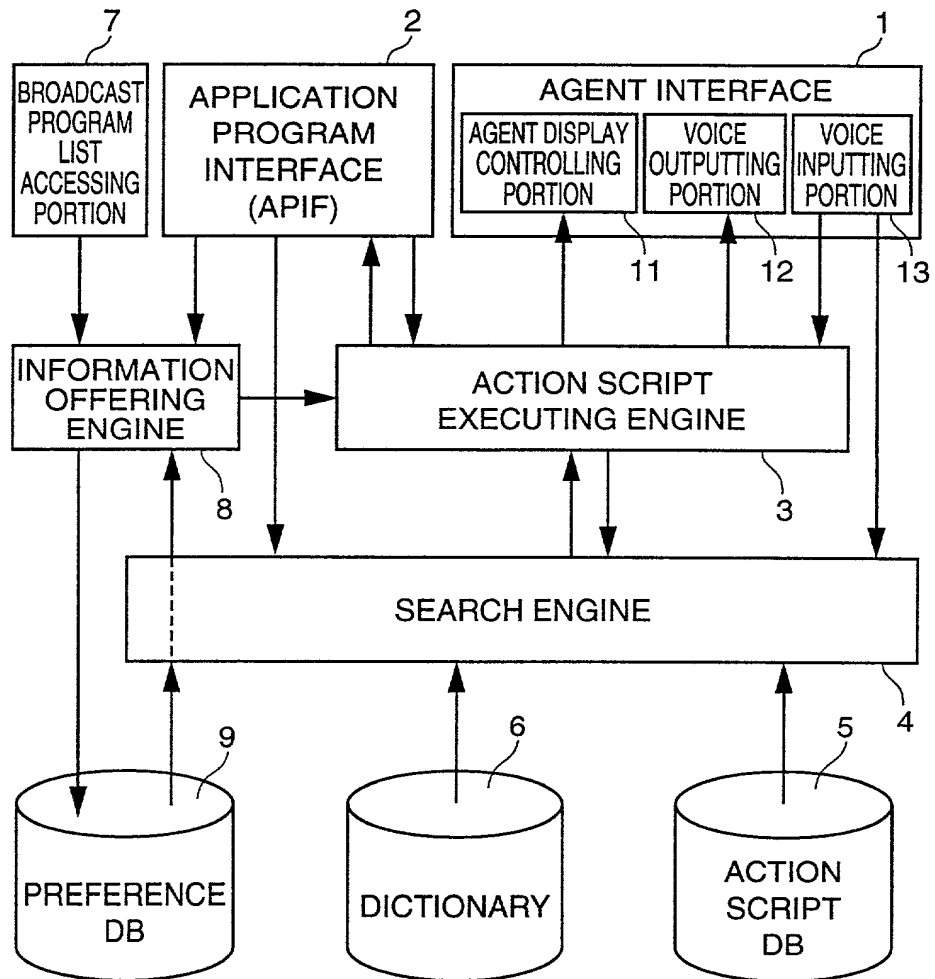 7
2
1
BROADCAST
PROGRAM
LIST
ACCESSING
PORTION
APPLICATION
PROGRAM
INTERFACE
(APIF)
AGENT INTERFACE
AGENT DISPLAY
CONTROLLING
PORTION
VOICE
OUTPUTTING
PORTION
VOICE
INPUTTING
PORTION
11
12
13
INFORMATION
OFFERING
ENGINE
ACTION SCRIPT
EXECUTING ENGINE
8
3
SEARCH ENGINE
4
9
6
5
PREFERENCE
DB
DICTIONARY
ACTION
SCRIPT
DB